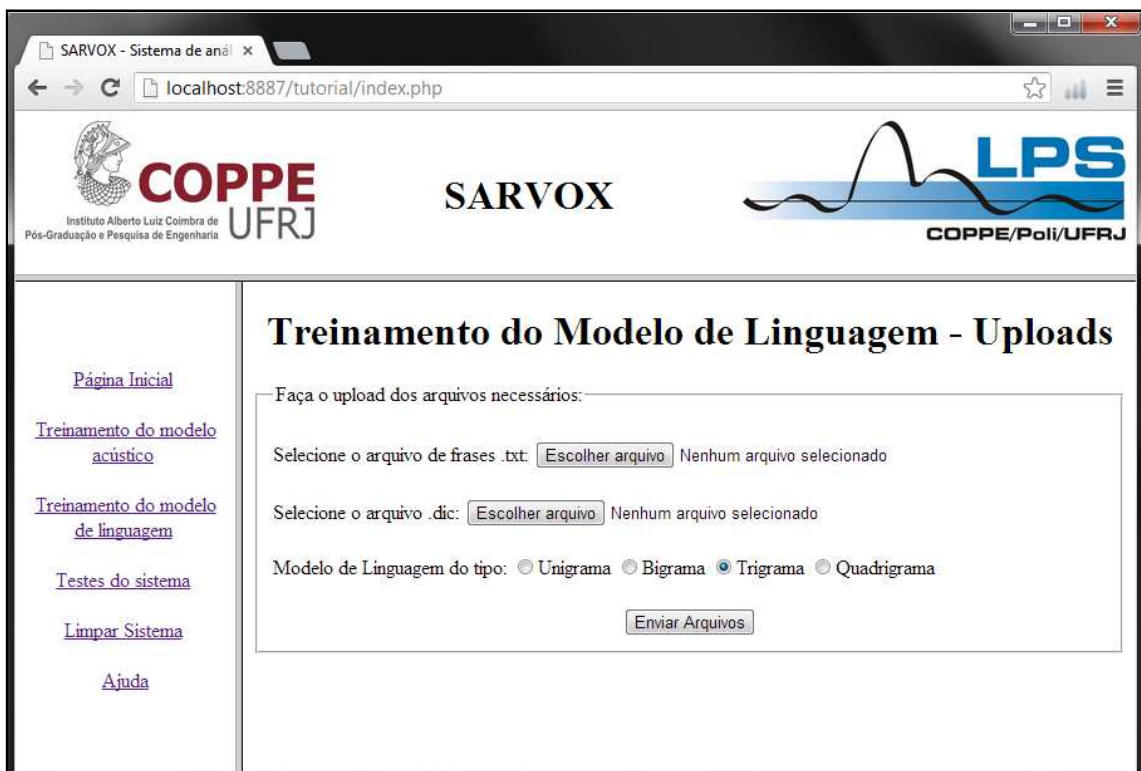 SARVOX - Sistema de anál
localhost:8887/tutorial/index.php
COPPE
UFRJ
Instituto Alberto Luiz Coimbra de
Pós-Graduação e Pesquisa de Engenharia
SARVOX
LPS
COPPE/Poli/UFRJ
Página Inicial
Treinamento do modelo
acústico
Treinamento do modelo
de linguagem
Testes do sistema
Limpar Sistema
Ajuda
Treinamento do Modelo de Linguagem - Uploads
Faça o upload dos arquivos necessários:
Selecione o arquivo de frases .txt: Escolher arquivo Nenhum arquivo selecionado
Selecione o arquivo .dic: Escolher arquivo Nenhum arquivo selecionado
Modelo de Linguagem do tipo: Unigrama Bigrama Trigrama Quadrigrama
Enviar Arquivos